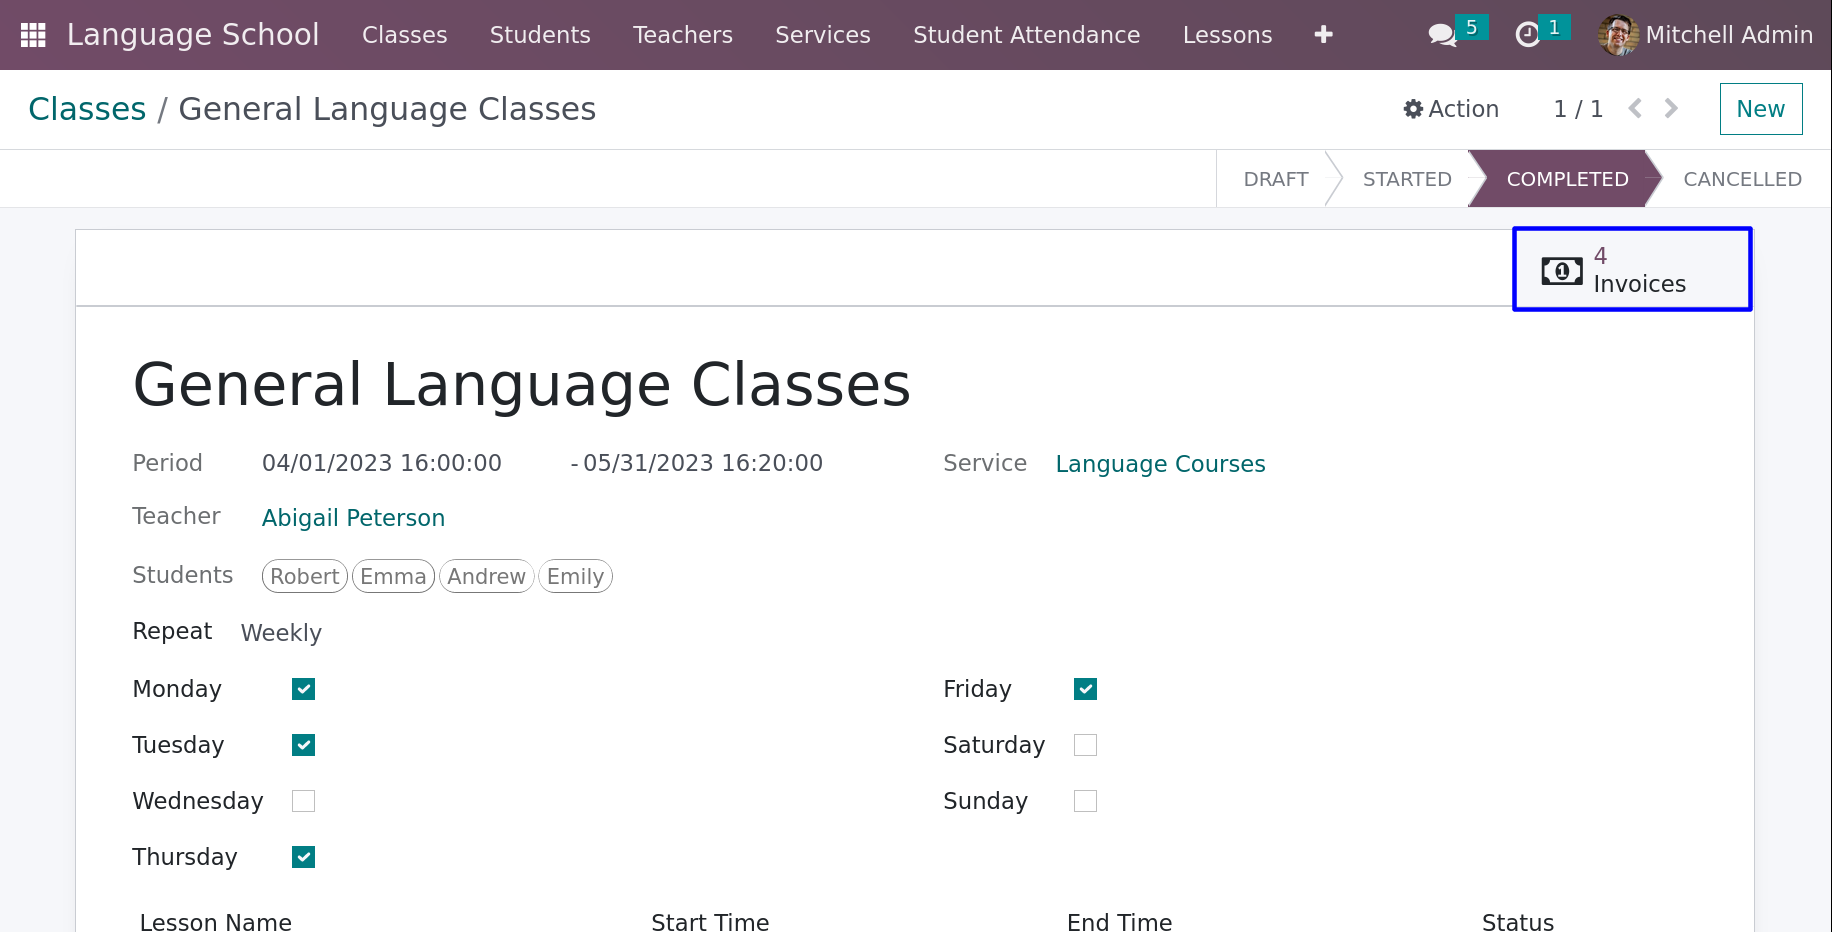 Language School Classes Students Teachers Services Student Attendance Lessons + 5 1 Mitchell Admin
Classes / General Language Classes Action 1 / 1 New
DRAFT STARTED COMPLETED CANCELLED
4
Invoices
General Language Classes
Period 04/01/2023 16:00:00 - 05/31/2023 16:20:00 Service Language Courses
Teacher Abigail Peterson
Students Robert Emma Andrew Emily
Repeat Weekly
Monday Friday
Tuesday Saturday
Wednesday Sunday
Thursday
Lesson Name Start Time End Time Status